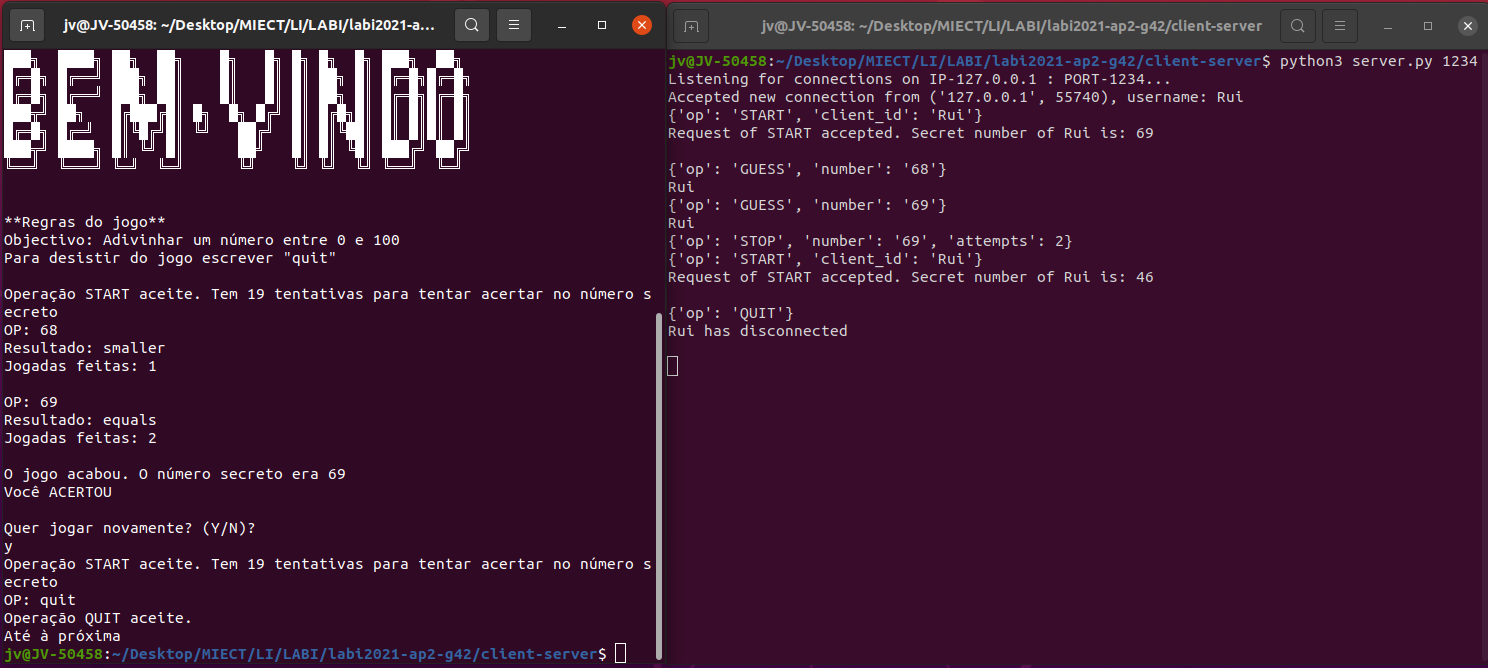 jv@JV-50458: ~/Desktop/MIECT/LI/LABI/labi2021-a...
BEM-VINDO
**Regras do jogo**
Objectivo: Adivinhar um número entre 0 e 100
Para desistir do jogo escrever "quit"
Operação START aceite. Tem 19 tentativas para tentar acertar no número s
ecreto
OP: 68
Resultado: smaller
Jogadas feitas: 1
OP: 69
Resultado: equals
Jogadas feitas: 2
O jogo acabou. O número secreto era 69
Você ACERTOU
Quer jogar novamente? (Y/N)?
y
Operação START aceite. Tem 19 tentativas para tentar acertar no número s
ecreto
OP: quit
Operação QUIT aceite.
Até à próxima
jv@JV-50458:~/Desktop/MIECT/LI/LABI/labi2021-ap2-g42/client-server$
jv@JV-50458: ~/Desktop/MIECT/LI/LABI/labi2021-ap2-g42/client-server
jv@JV-50458:~/Desktop/MIECT/LI/LABI/labi2021-ap2-g42/client-server$ python3 server.py 1234
Listening for connections on IP-127.0.0.1 : PORT-1234...
Accepted new connection from ('127.0.0.1', 55740), username: Rui
{'op': 'START', 'client_id': 'Rui'}
Request of START accepted. Secret number of Rui is: 69
{'op': 'GUESS', 'number': '68'}
Rui
{'op': 'GUESS', 'number': '69'}
Rui
{'op': 'STOP', 'number': '69', 'attempts': 2}
{'op': 'START', 'client_id': 'Rui'}
Request of START accepted. Secret number of Rui is: 46
{'op': 'QUIT'}
Rui has disconnected